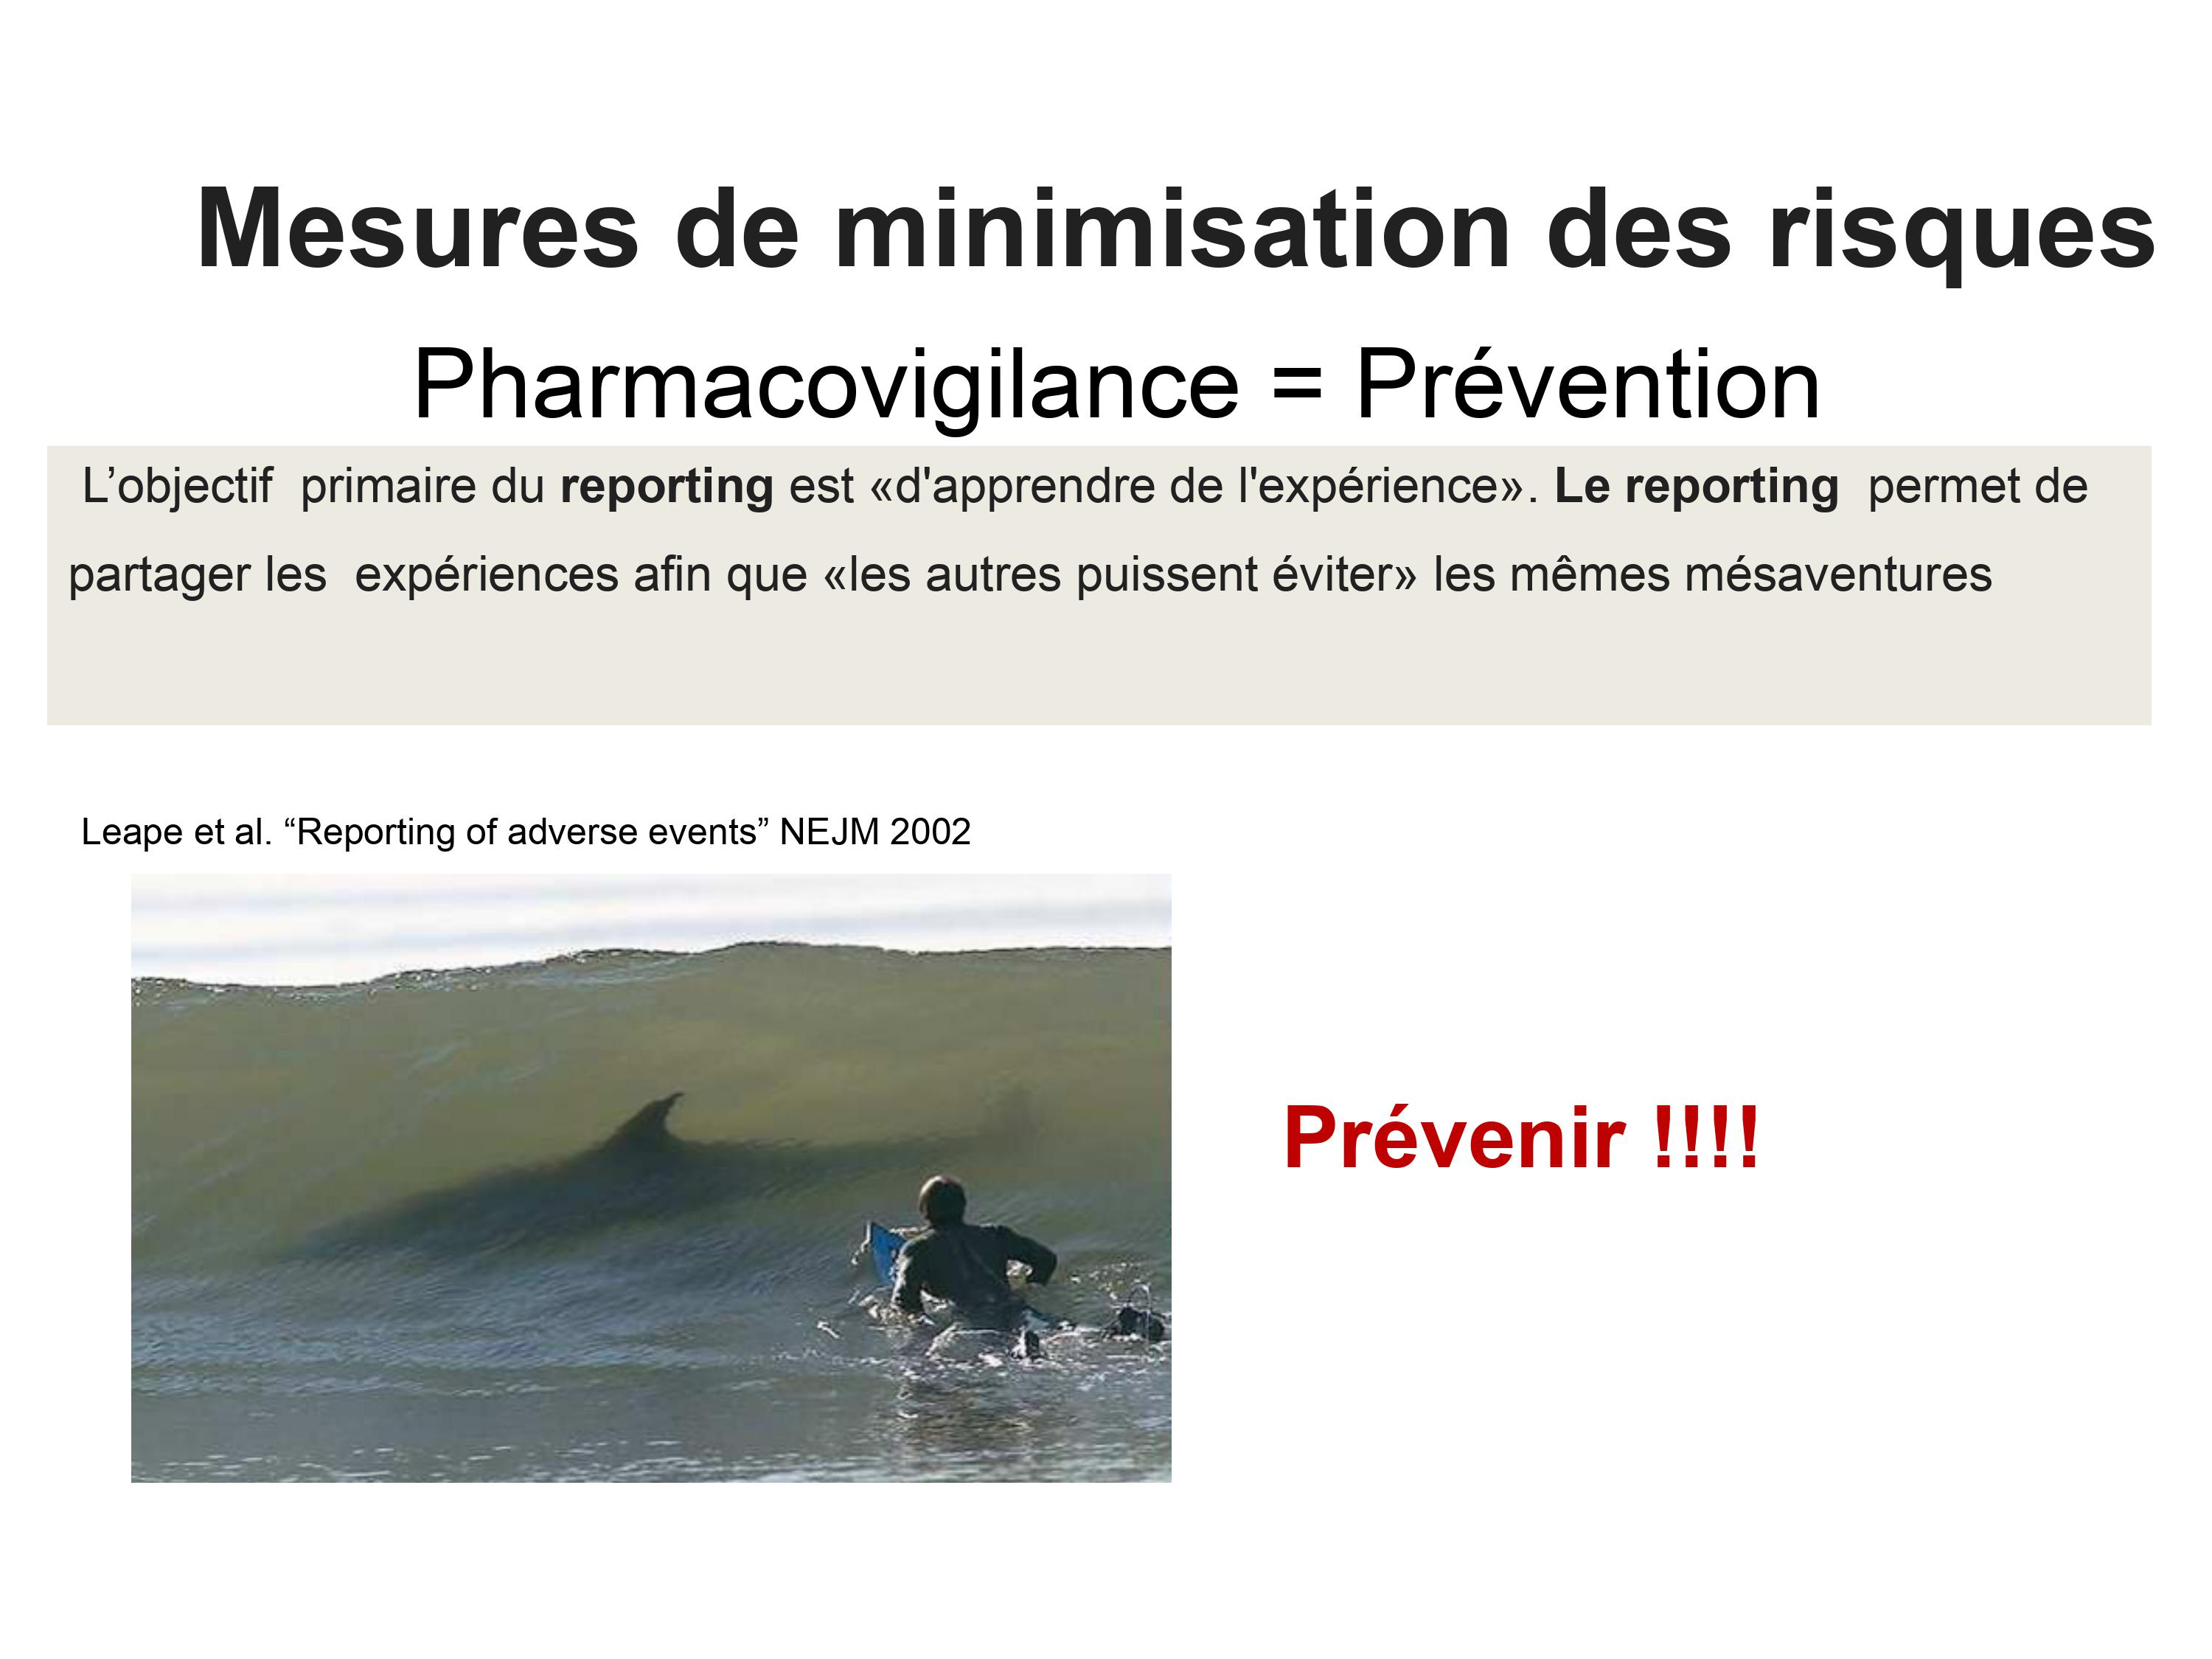 Mesures de minimisation des risques
Pharmacovigilance = Prévention
L’objectif primaire du reporting est «d'apprendre de l'expérience». Le reporting permet de
partager les expériences afin que «les autres puissent éviter» les mêmes mésaventures
Leape et al. “Reporting of adverse events” NEJM 2002
Prévenir !!!!